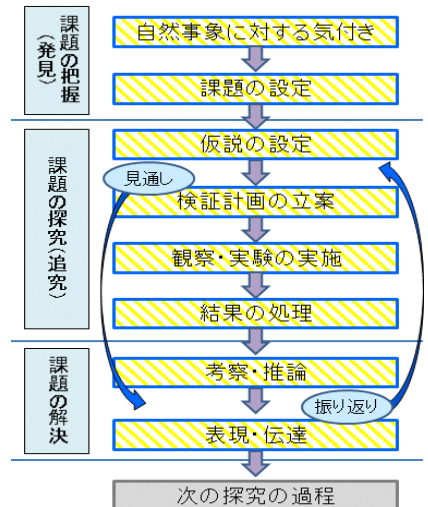 課題の把握
(発見)
自然事象に対する気付き
課題の設定
課題の探究(追究)
仮説の設定
見通し
検証計画の立案
観察・実験の実施
結果の処理
課題の解決
考察・推論
振り返り
表現・伝達
次の探究の過程